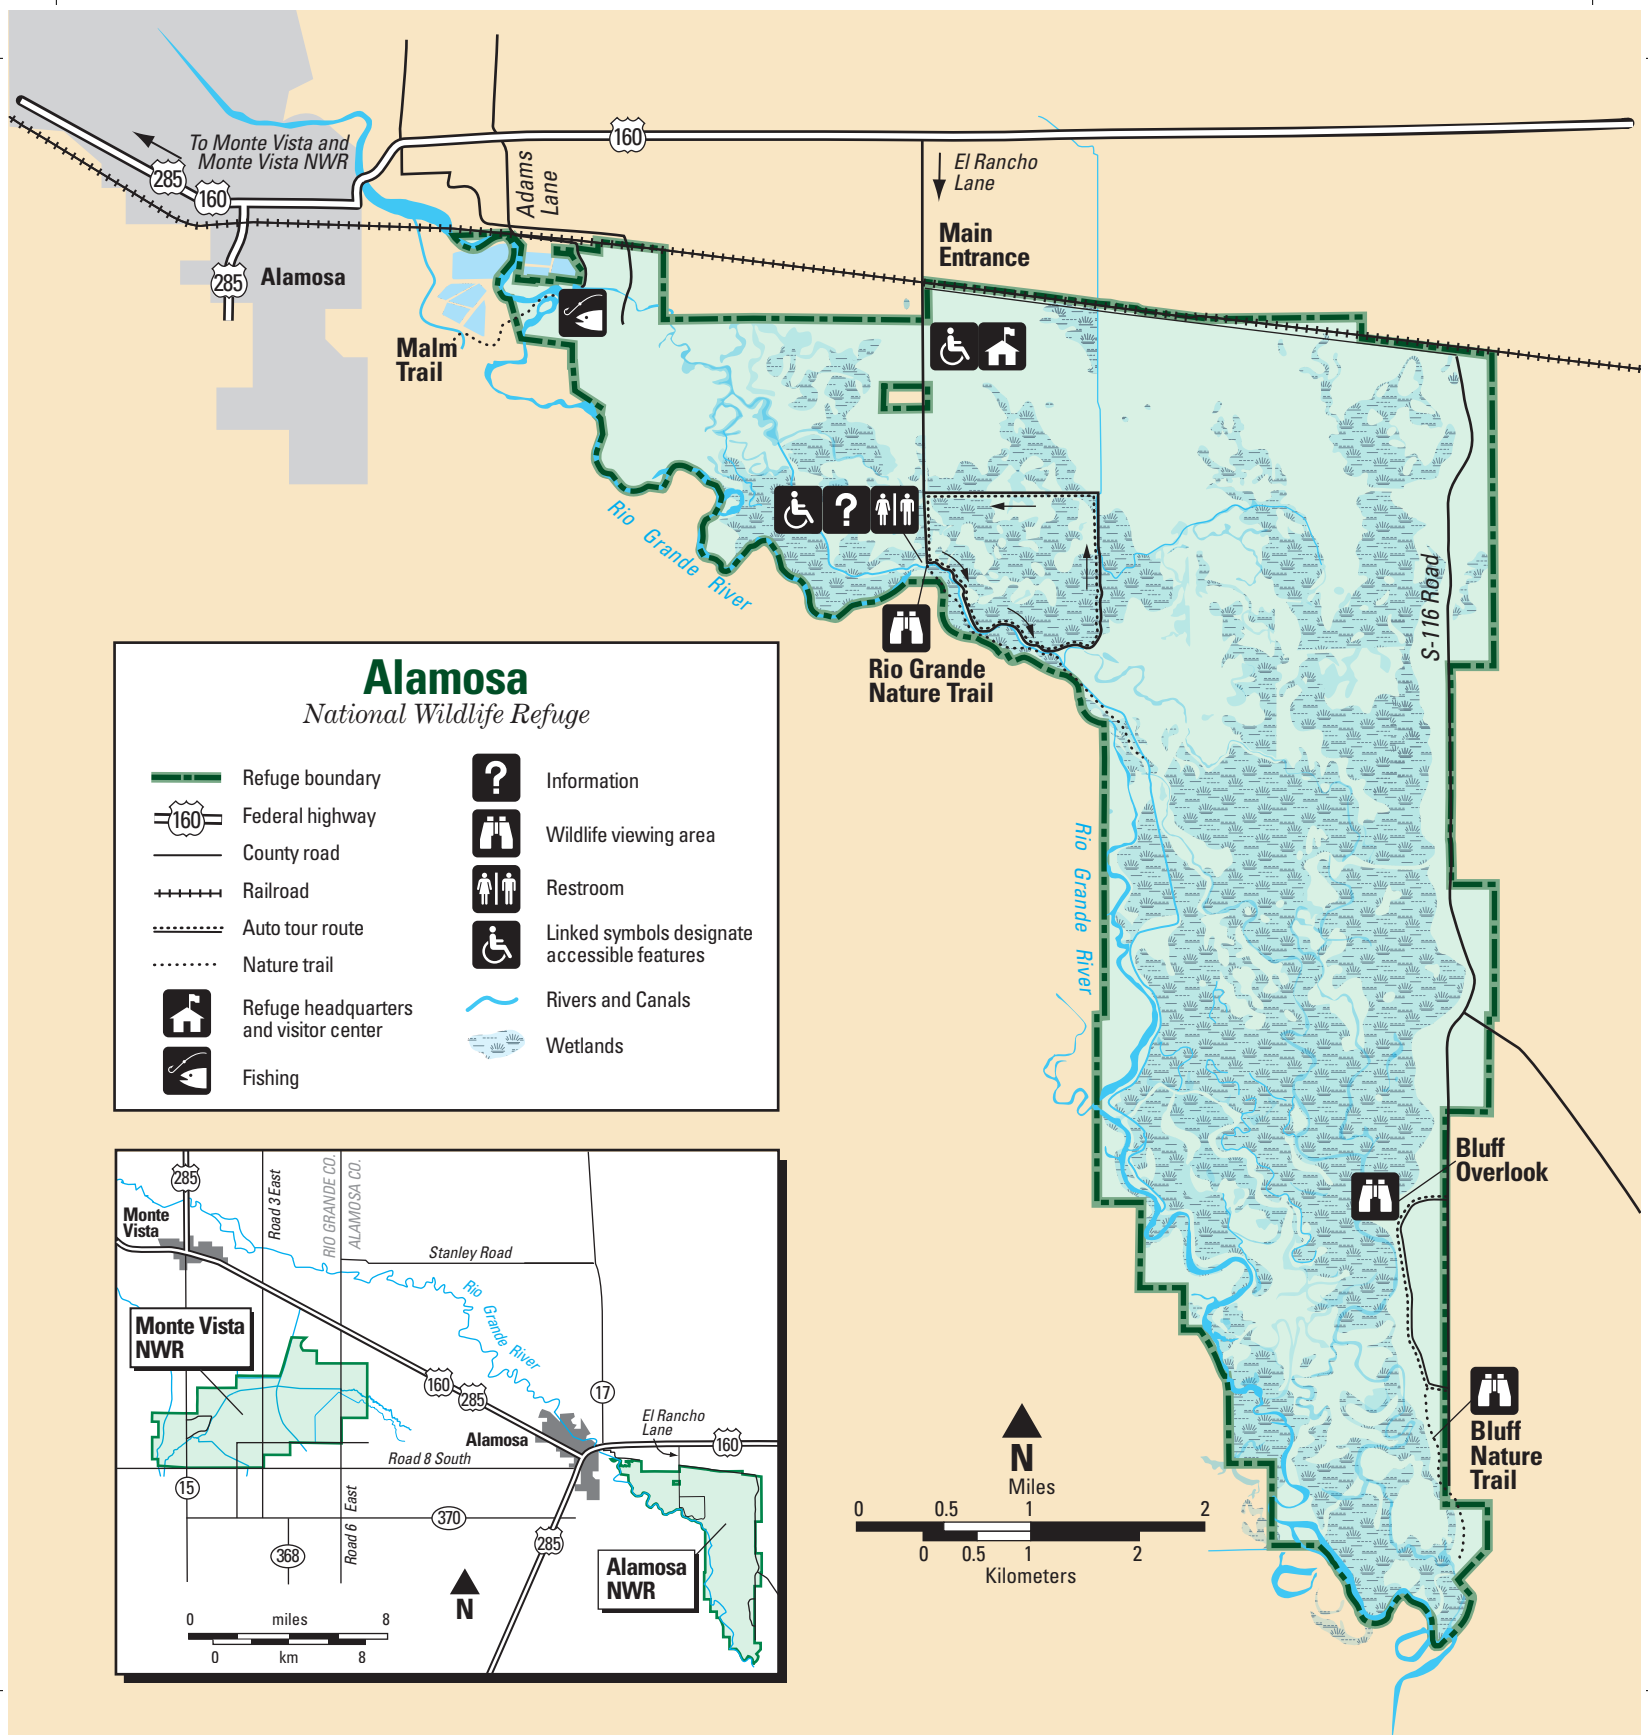 To Monte Vista and
Monte Vista NWR
285
160
285
Alamosa
160
Adams
Lane
El Rancho
Lane
Main
Entrance
Malm
Trail
Rio Grande River
Rio Grande
Nature Trail
S-116 Road
Rio Grande River
Bluff
Overlook
Bluff
Nature
Trail
Alamosa
National Wildlife Refuge
Refuge boundary
160
Federal highway
County road
Railroad
Auto tour route
Nature trail
Refuge headquarters
and visitor center
Fishing
?
Information
Wildlife viewing area
Restroom
Linked symbols designate
accessible features
Rivers and Canals
Wetlands
?
N
Miles
0 0.5 1 2
0 0.5 1 2
Kilometers
285
Monte
Vista
Road 3 East
RIO GRANDE CO.
ALAMOSA CO.
Stanley Road
Rio Grande River
Monte Vista
NWR
160
285
17
Alamosa
El Rancho
Lane
160
Road 8 South
15
370
368
Road 6 East
285
Alamosa
NWR
N
0 miles 8
0 km 8